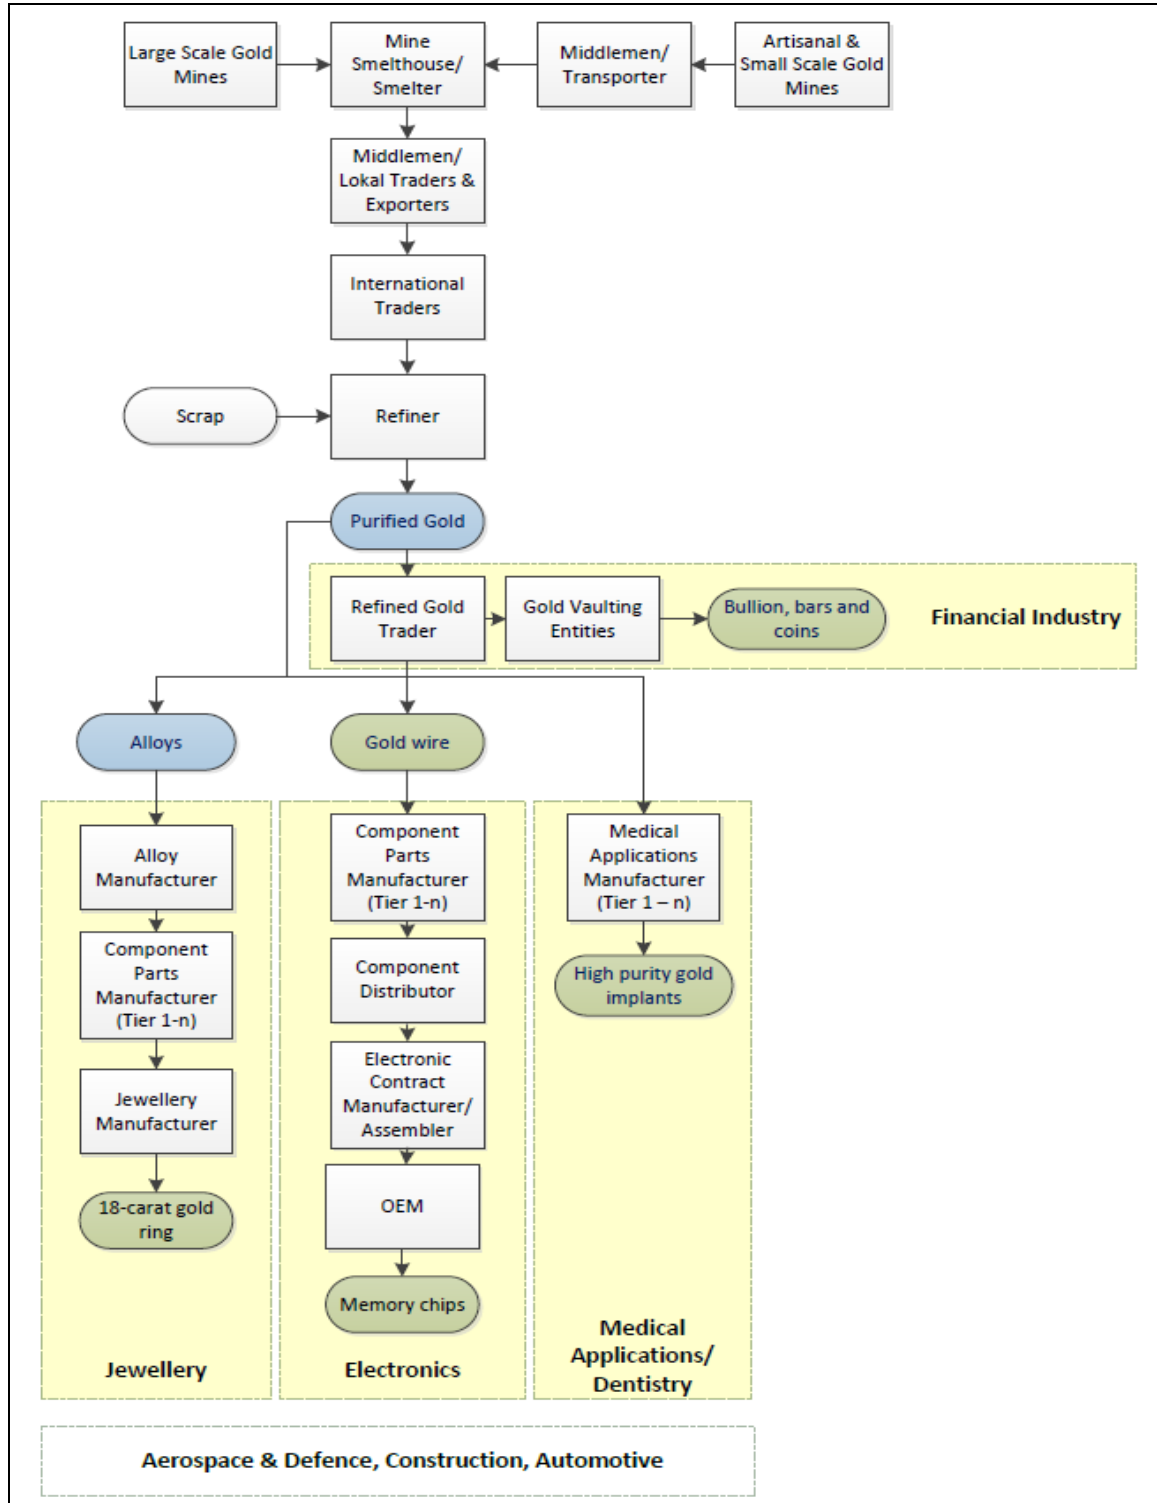 Large Scale Gold
Mines
Mine
Smelthouse/
Smelter
Middlemen/
Transporter
Artisanal &
Small Scale Gold
Mines
Middlemen/
Lokal Traders &
Exporters
International
Traders
Scrap
Refiner
Purified Gold
Refined Gold
Trader
Gold Vaulting
Entities
Bullion, bars and
coins
Financial Industry
Alloys
Gold wire
Alloy
Manufacturer
Component
Parts
Manufacturer
(Tier 1-n)
Jewellery
Manufacturer
18-carat gold
ring
Jewellery
Component
Parts
Manufacturer
(Tier 1-n)
Component
Distributor
Electronic
Contract
Manufacturer/
Assembler
OEM
Memory chips
Electronics
Medical
Applications
Manufacturer
(Tier 1 – n)
High purity gold
implants
Medical
Applications/
Dentistry
Aerospace & Defence, Construction, Automotive